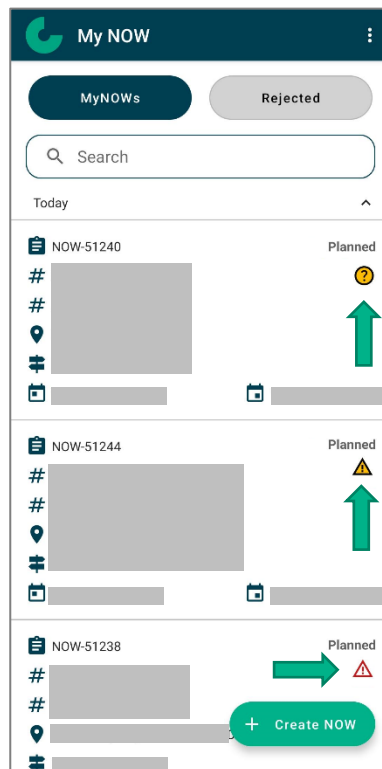 My NOW
MyNOWs Rejected
Search
Today
NOW-51240 Planned
#
#
NOW-51244 Planned
#
#
NOW-51238 Planned
#
#
+ Create NOW